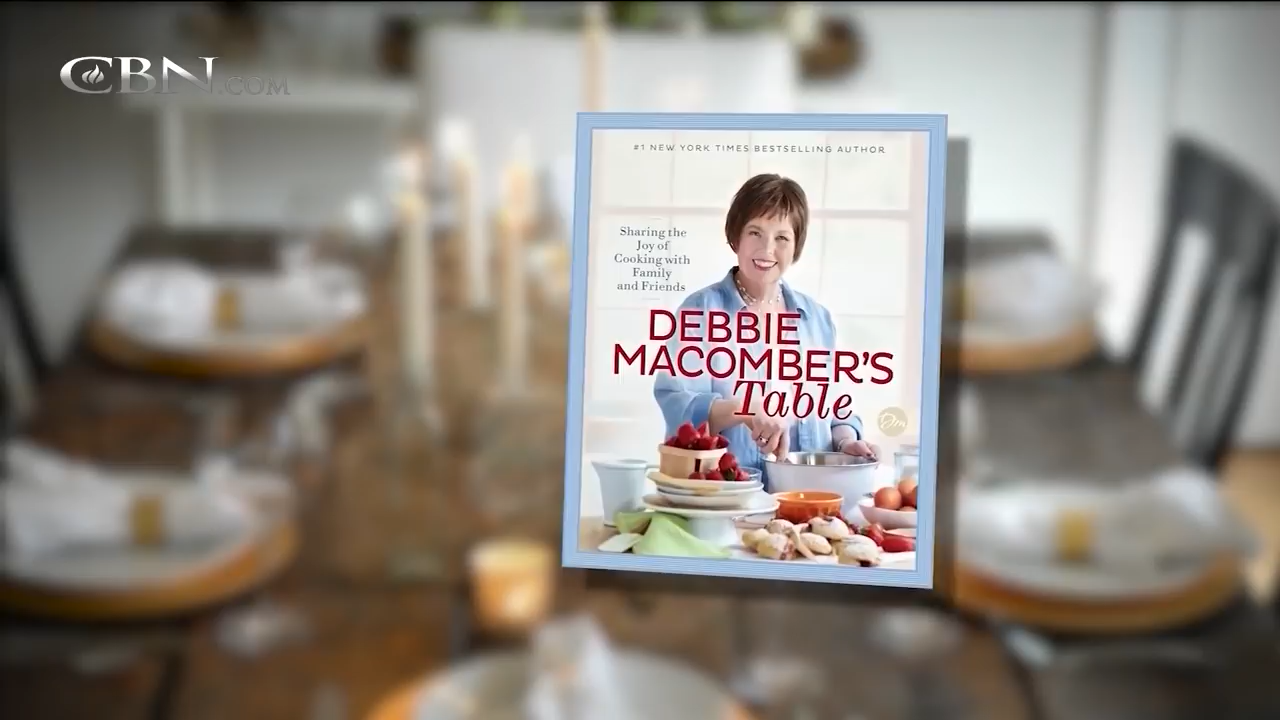 CBN.COM
#1 NEW YORK TIMES BESTSELLING AUTHOR
Sharing the
Joy of
Cooking with
Family
and Friends
DEBBIE
MACOMBER'S
Table